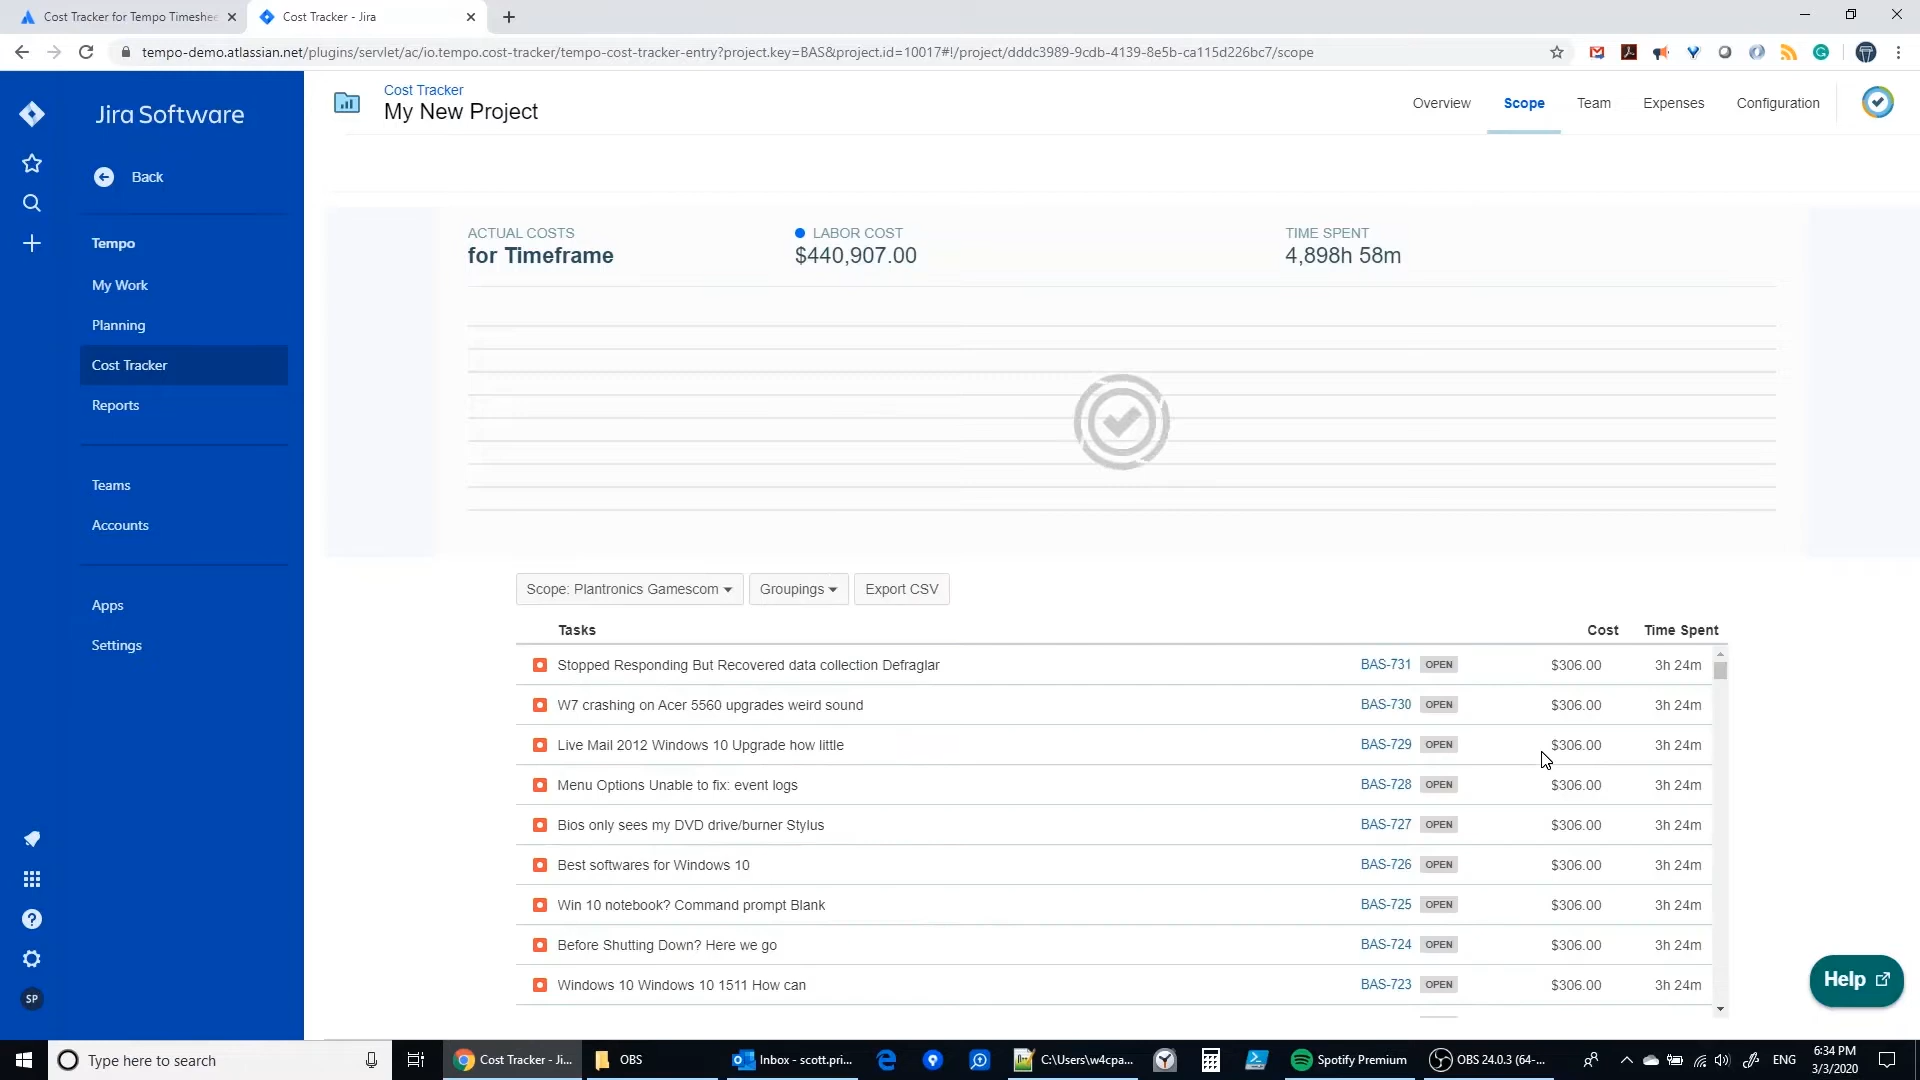 Cost Tracker for Tempo Timeshee
Cost Tracker - Jira
tempo-demo.atlassian.net/plugins/servlet/ac/io.tempo.cost-tracker/tempo-cost-tracker-entry?project.key=BAS&project.id=10017#!/project/dddc3989-9cdb-4139-8e5b-ca115d226bc7/scope
Jira Software
Back
Tempo
My Work
Planning
Cost Tracker
Reports
Teams
Accounts
Apps
Settings
SP
Cost Tracker
My New Project
Overview Scope Team Expenses Configuration
ACTUAL COSTS LABOR COST TIME SPENT
for Timeframe $440,907.00 4,898h 58m
Scope: Plantronics Gamescom Groupings Export CSV
Tasks Cost Time Spent
Stopped Responding But Recovered data collection Defraglar BAS-731 OPEN $306.00 3h 24m
W7 crashing on Acer 5560 upgrades weird sound BAS-730 OPEN $306.00 3h 24m
Live Mail 2012 Windows 10 Upgrade how little BAS-729 OPEN $306.00 3h 24m
Menu Options Unable to fix: event logs BAS-728 OPEN $306.00 3h 24m
Bios only sees my DVD drive/burner Stylus BAS-727 OPEN $306.00 3h 24m
Best softwares for Windows 10 BAS-726 OPEN $306.00 3h 24m
Win 10 notebook? Command prompt Blank BAS-725 OPEN $306.00 3h 24m
Before Shutting Down? Here we go BAS-724 OPEN $306.00 3h 24m
Windows 10 Windows 10 1511 How can BAS-723 OPEN $306.00 3h 24m
Help
Type here to search
Cost Tracker - Ji...
OBS
Inbox - scott.pri...
C:\Users\w4cpa...
Spotify Premium
OBS 24.0.3 (64-...
ENG
6:34 PM
3/3/2020